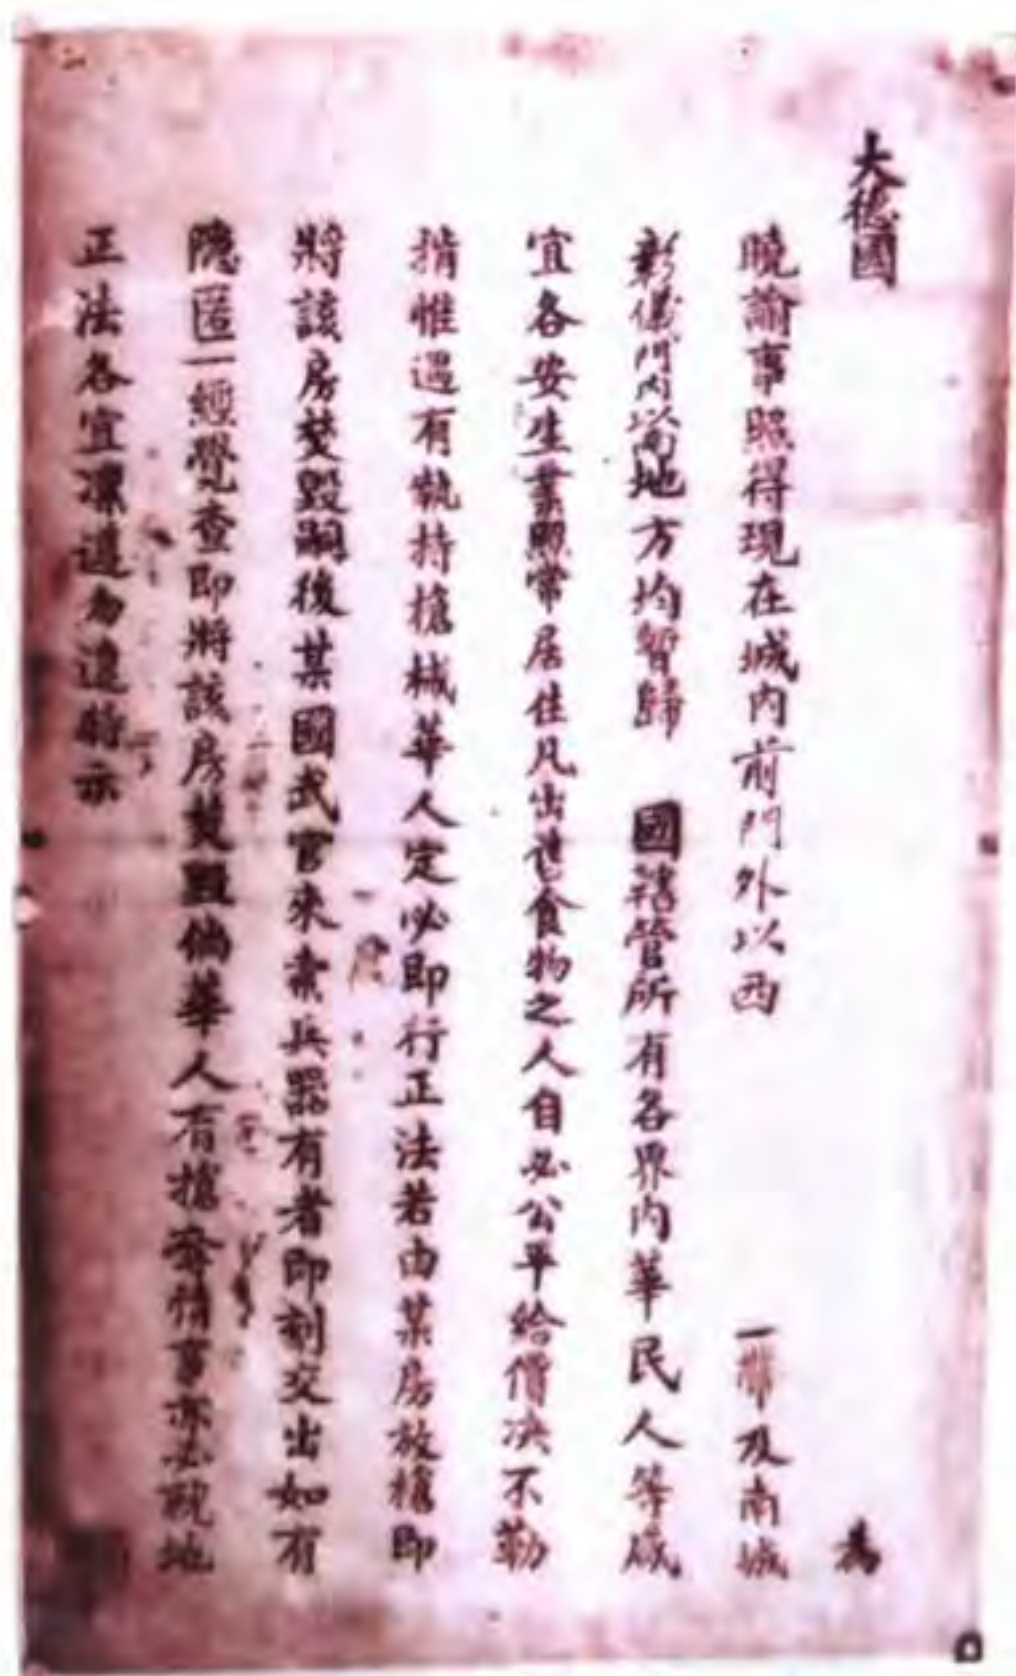 大德國 為
曉諭事照得現在城內前門外以西 一帶及南城
彰儀門內以南地方均暫歸 國轄管所有各界內華民人等咸
宜各安生業照常居住凡出售食物之人自必公平給價决不勒
揹惟遇有執持槍械華人定必即行正法若由某房放槍即
將該房焚毀嗣後某國武官來索兵器有者即刻交出如有
隱匿一經覺查即將該房焚毀倘華人有搶奪情事亦必就地
正法各宜凜遵勿違特示